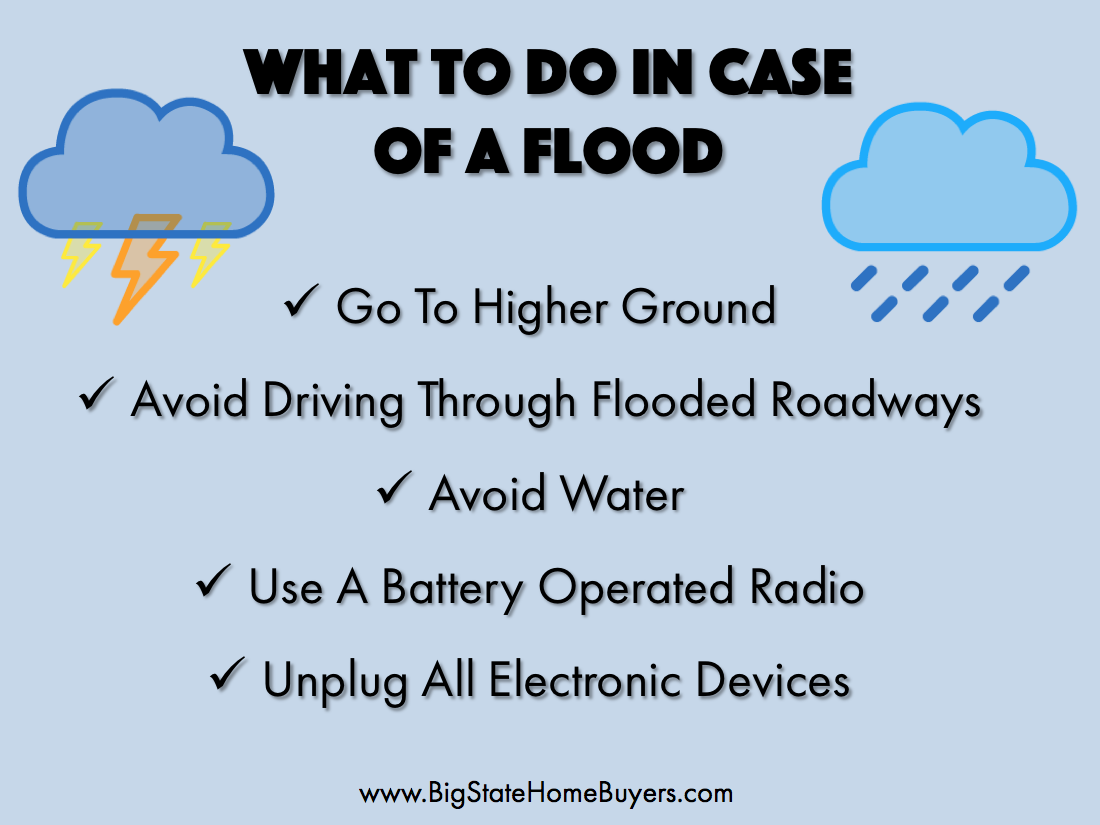 WHAT TO DO IN CASE
OF A FLOOD
✓ Go To Higher Ground
✓ Avoid Driving Through Flooded Roadways
✓ Avoid Water
✓ Use A Battery Operated Radio
✓ Unplug All Electronic Devices
www.BigStateHomeBuyers.com